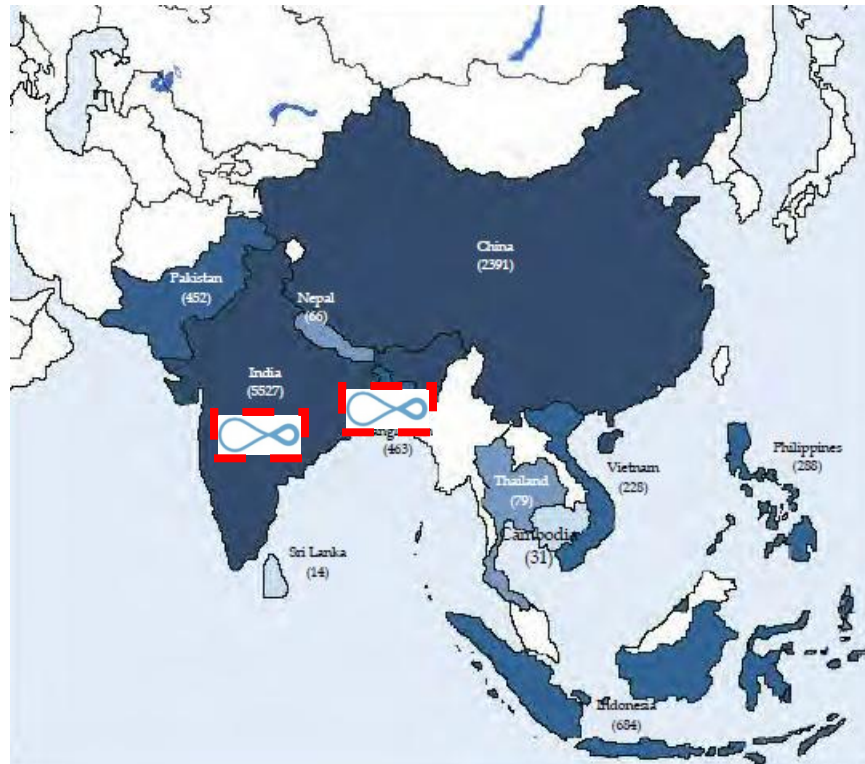 China
(2391)
Pakistan
(452)
Nepal
(66)
India
(5527)
(463)
Philippines
(288)
Vietnam
(228)
Thailand
(79)
Cambodia
(31)
Sri Lanka
(14)
Indonesia
(684)